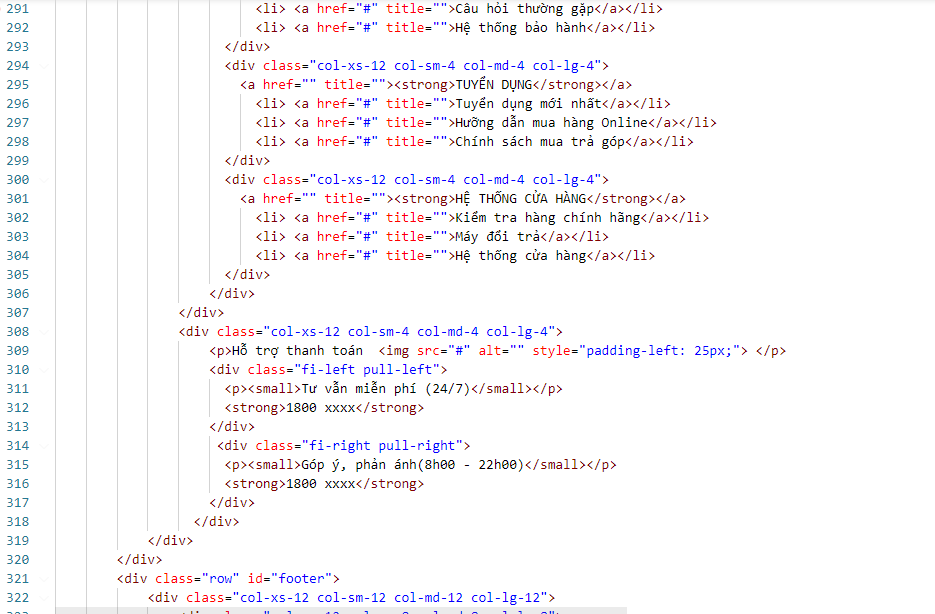 291 <li> <a href="#" title="">Câu hỏi thường gặp</a></li>
292 <li> <a href="#" title="">Hệ thống bảo hành</a></li>
293 </div>
294 <div class="col-xs-12 col-sm-4 col-md-4 col-lg-4">
295 <a href="" title=""><strong>TUYỂN DỤNG</strong></a>
296 <li> <a href="#" title="">Tuyển dụng mới nhất</a></li>
297 <li> <a href="#" title="">Hưỡng dẫn mua hàng Online</a></li>
298 <li> <a href="#" title="">Chính sách mua trả góp</a></li>
299 </div>
300 <div class="col-xs-12 col-sm-4 col-md-4 col-lg-4">
301 <a href="" title=""><strong>HỆ THỐNG CỬA HÀNG</strong></a>
302 <li> <a href="#" title="">Kiểm tra hàng chính hãng</a></li>
303 <li> <a href="#" title="">Máy đổi trả</a></li>
304 <li> <a href="#" title="">Hệ thống cửa hàng</a></li>
305 </div>
306 </div>
307 </div>
308 <div class="col-xs-12 col-sm-4 col-md-4 col-lg-4">
309 <p>Hỗ trợ thanh toán  <img src="#" alt="" style="padding-left: 25px;"> </p>
310 <div class="fi-left pull-left">
311 <p><small>Tư vẫn miễn phí (24/7)</small></p>
312 <strong>1800 xxxx</strong>
313 </div>
314 <div class="fi-right pull-right">
315 <p><small>Góp ý, phản ánh(8h00 - 22h00)</small></p>
316 <strong>1800 xxxx</strong>
317 </div>
318 </div>
319 </div>
320 </div>
321 <div class="row" id="footer">
322 <div class="col-xs-12 col-sm-12 col-md-12 col-lg-12">